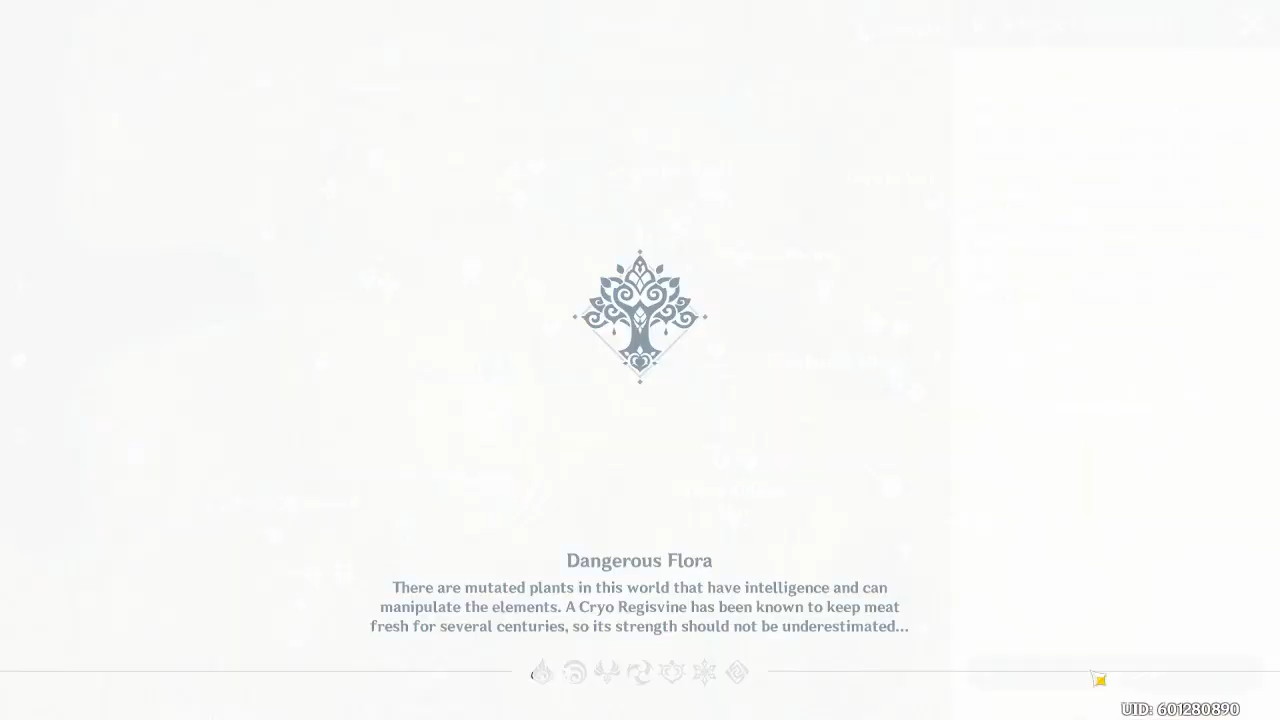 Dangerous Flora
There are mutated plants in this world that have intelligence and can
manipulate the elements. A Cryo Regisvine has been known to keep meat
fresh for several centuries, so its strength should not be underestimated...
UID: 601280890